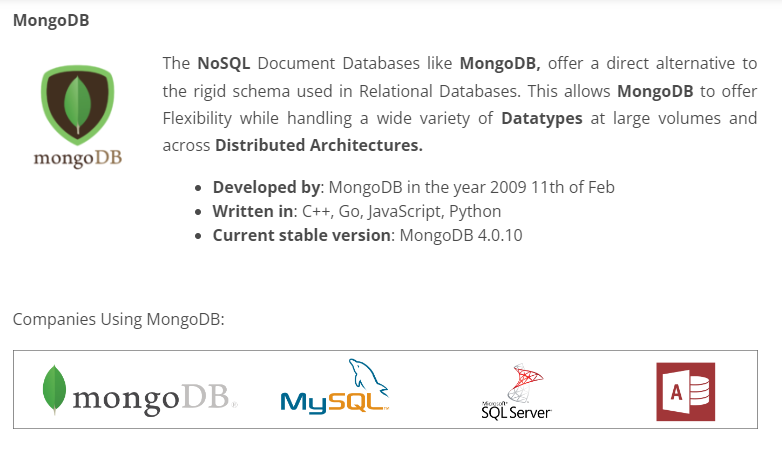 MongoDB
The NoSQL Document Databases like MongoDB, offer a direct alternative to
the rigid schema used in Relational Databases. This allows MongoDB to offer
Flexibility while handling a wide variety of Datatypes at large volumes and
across Distributed Architectures.
mongoDB
• Developed by: MongoDB in the year 2009 11th of Feb
• Written in: C++, Go, JavaScript, Python
• Current stable version: MongoDB 4.0.10
Companies Using MongoDB:
mongoDB®
MySQL™
Microsoft®
SQL Server
A